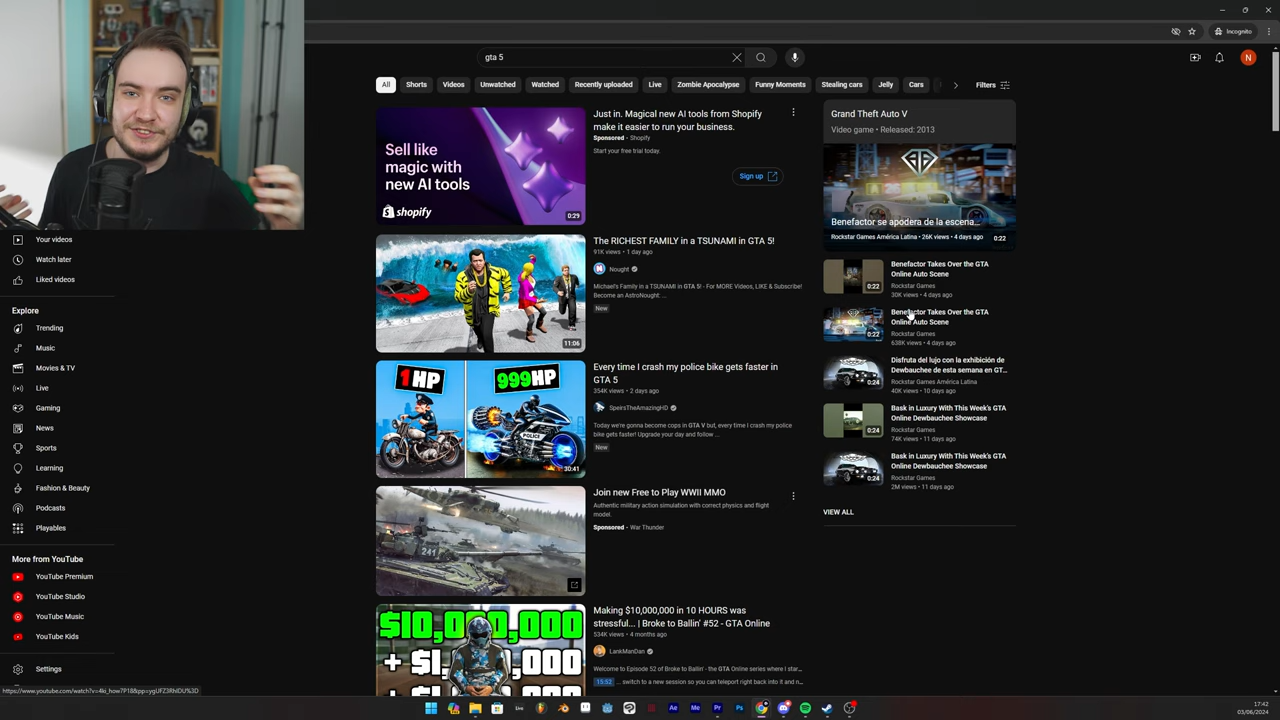 Incognito
gta 5
N
All
Shorts
Videos
Unwatched
Watched
Recently uploaded
Live
Zombie Apocalypse
Funny Moments
Stealing cars
Jelly
Cars
Filters
Your videos
Watch later
Liked videos
Explore
Trending
Music
Movies & TV
Live
Gaming
News
Sports
Learning
Fashion & Beauty
Podcasts
Playables
More from YouTube
YouTube Premium
YouTube Studio
YouTube Music
YouTube Kids
Settings
Sell like
magic with
new AI tools
shopify
0:29
Just in. Magical new AI tools from Shopify
make it easier to run your business.
Sponsored • Shopify
Start your free trial today.
Sign up
11:06
The RICHEST FAMILY in a TSUNAMI in GTA 5!
91K views • 1 day ago
Nought
Michael's Family in a TSUNAMI in GTA 5! - For MORE Videos, LIKE & Subscribe!
Become an AstroNought: ...
New
1HP
999HP
POLICE
30:41
Every time I crash my police bike gets faster in
GTA 5
354K views • 2 days ago
SpeirsTheAmazingHD
Today we're gonna become cops in GTA V but, every time I crash my police
bike gets faster! Upgrade your day and follow ...
New
241
Join new Free to Play WWII MMO
Authentic military action simulation with correct physics and flight
model.
Sponsored • War Thunder
Making $10,000,000 in 10 HOURS was
stressful... | Broke to Ballin' #52 - GTA Online
534K views • 4 months ago
LankManDan
Welcome to Episode 52 of Broke to Ballin' - the GTA Online series where I star...
15:52 ... switch to a new session so you can teleport right back into it and n...
Grand Theft Auto V
Video game • Released: 2013
Benefactor se apodera de la escena...
Rockstar Games América Latina • 26K views • 4 days ago
0:22
0:22
Benefactor Takes Over the GTA
Online Auto Scene
Rockstar Games
30K views • 4 days ago
0:22
Benefactor Takes Over the GTA
Online Auto Scene
Rockstar Games
638K views • 4 days ago
0:24
Disfruta del lujo con la exhibición de
Dewbauchee de esta semana en GT...
Rockstar Games América Latina
40K views • 10 days ago
0:24
Bask in Luxury With This Week's GTA
Online Dewbauchee Showcase
Rockstar Games
74K views • 11 days ago
0:24
Bask in Luxury With This Week's GTA
Online Dewbauchee Showcase
Rockstar Games
2M views • 11 days ago
VIEW ALL
Live
Ae
Me
Pr
Ps
17:42
03/06/2024